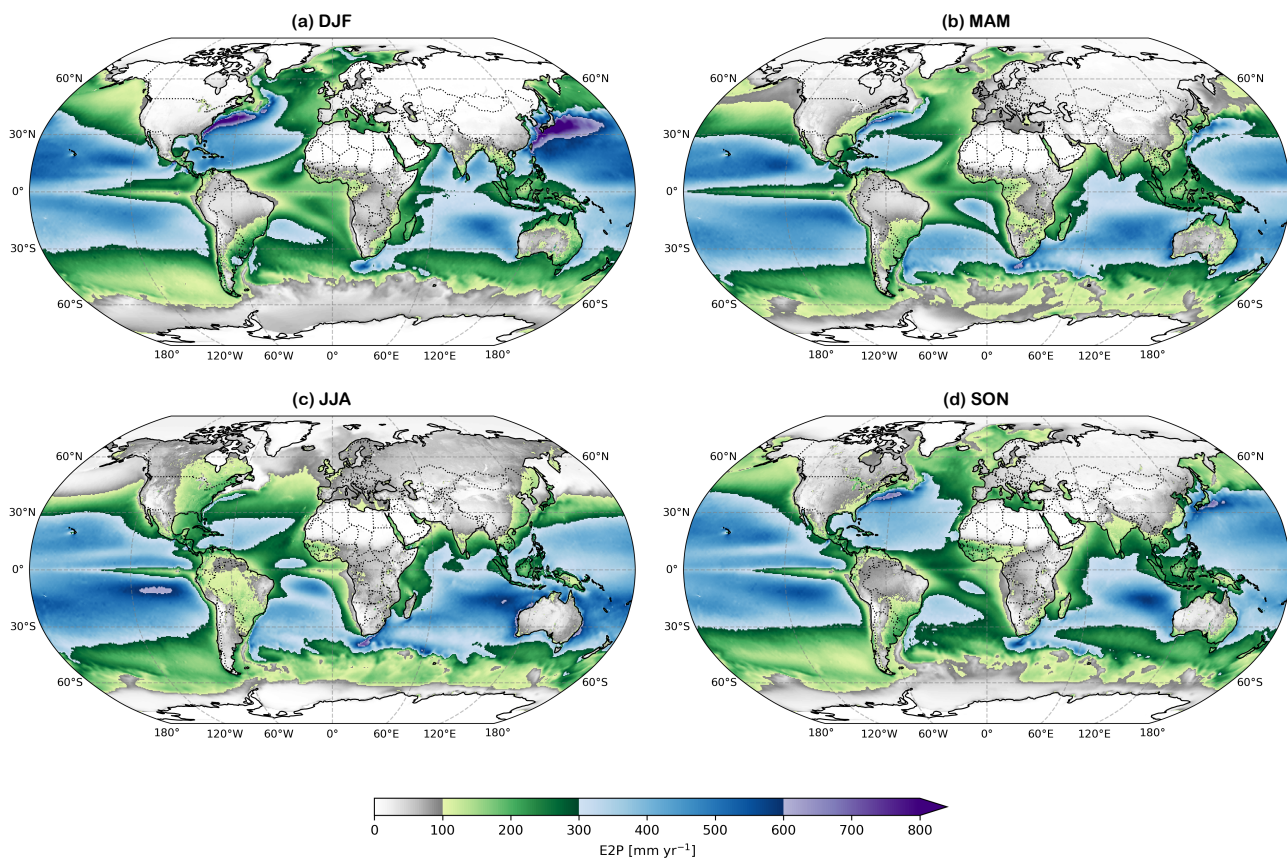 (a) DJF
(b) MAM
60°N 60°N 60°N 60°N
30°N 30°N 30°N 30°N
0° 0° 0° 0°
30°S 30°S 30°S 30°S
60°S 60°S 60°S 60°S
180° 120°W 60°W 0° 60°E 120°E 180° 180° 120°W 60°W 0° 60°E 120°E 180°
(c) JJA
(d) SON
60°N 60°N 60°N 60°N
30°N 30°N 30°N 30°N
0° 0° 0° 0°
30°S 30°S 30°S 30°S
60°S 60°S 60°S 60°S
180° 120°W 60°W 0° 60°E 120°E 180° 180° 120°W 60°W 0° 60°E 120°E 180°
0 100 200 300 400 500 600 700 800
E2P [mm yr⁻¹]